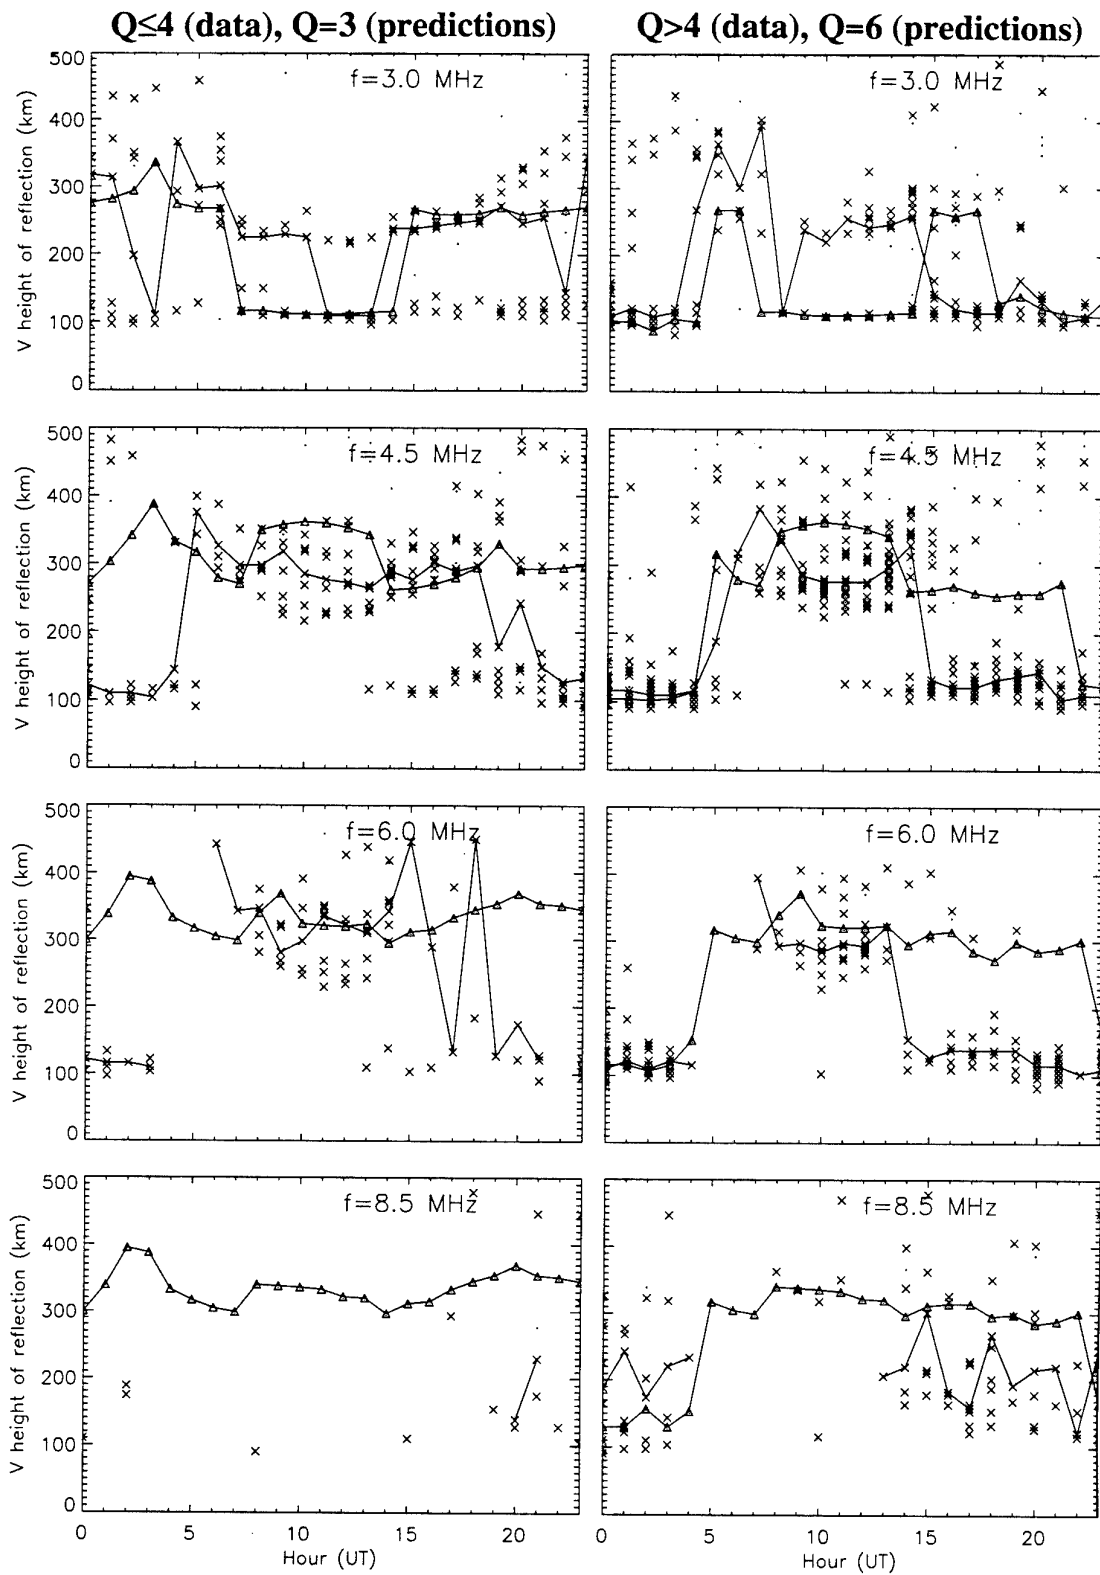 Q≤4 (data), Q=3 (predictions)
Q>4 (data), Q=6 (predictions)
V height of reflection (km)
500
400
300
200
100
0
f=3.0 MHz
f=3.0 MHz
V height of reflection (km)
500
400
300
200
100
0
f=4.5 MHz
f=4.5 MHz
V height of reflection (km)
500
400
300
200
100
0
f=6.0 MHz
f=6.0 MHz
V height of reflection (km)
500
400
300
200
100
0
f=8.5 MHz
f=8.5 MHz
0 5 10 15 20
Hour (UT)
0 5 10 15 20
Hour (UT)